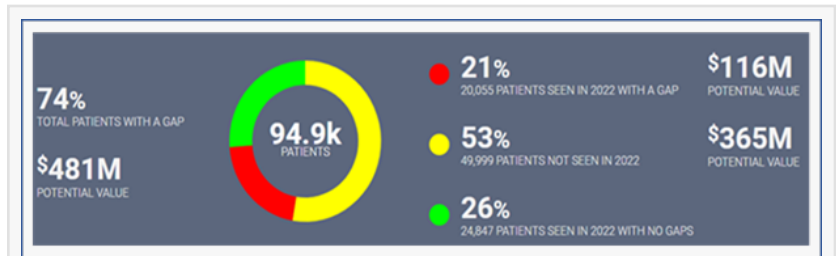 74%
TOTAL PATIENTS WITH A GAP
$481M
POTENTIAL VALUE
94.9k
PATIENTS
21%
20,055 PATIENTS SEEN IN 2022 WITH A GAP
$116M
POTENTIAL VALUE
53%
49,999 PATIENTS NOT SEEN IN 2022
$365M
POTENTIAL VALUE
26%
24,847 PATIENTS SEEN IN 2022 WITH NO GAPS